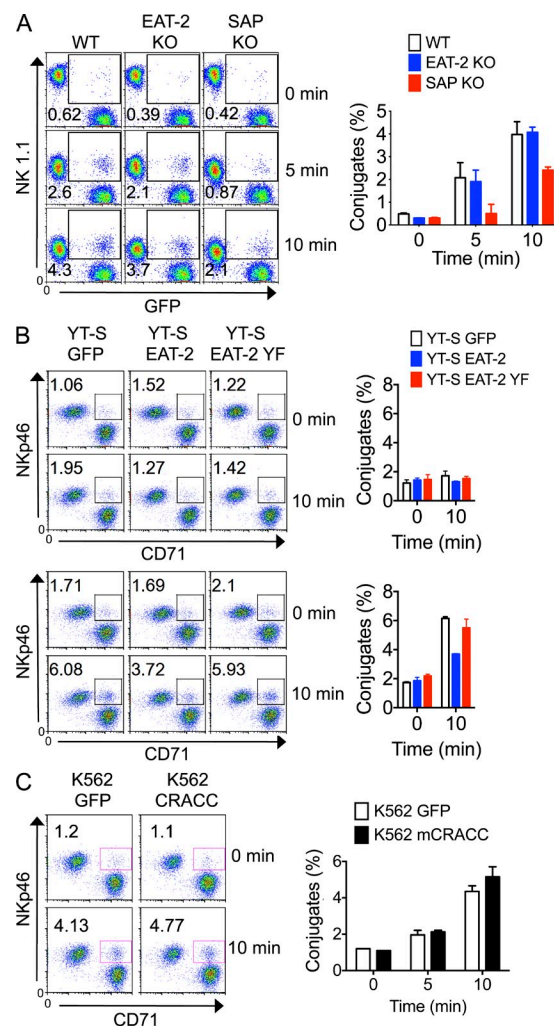 A
WT
EAT-2 KO
SAP KO
0.62
0.39
0.42
0 min
2.6
2.1
0.87
5 min
4.3
3.7
2.1
10 min
NK 1.1
GFP
WT
EAT-2 KO
SAP KO
Conjugates (%)
5
4
3
2
1
0
0 5 10
Time (min)
B
YT-S GFP
YT-S EAT-2
YT-S EAT-2 YF
1.06
1.52
1.22
0 min
1.95
1.27
1.42
10 min
NKp46
0
0
CD71
YT-S GFP
YT-S EAT-2
YT-S EAT-2 YF
Conjugates (%)
8
6
4
2
0
0 10
Time (min)
1.71
1.69
2.1
0 min
6.08
3.72
5.93
10 min
NKp46
0
0
CD71
Conjugates (%)
8
6
4
2
0
0 10
Time (min)
C
K562 GFP
K562 CRACC
1.2
1.1
0 min
4.13
4.77
10 min
NKp46
0
0
CD71
K562 GFP
K562 mCRACC
Conjugates (%)
6
4
2
0
0 5 10
Time (min)